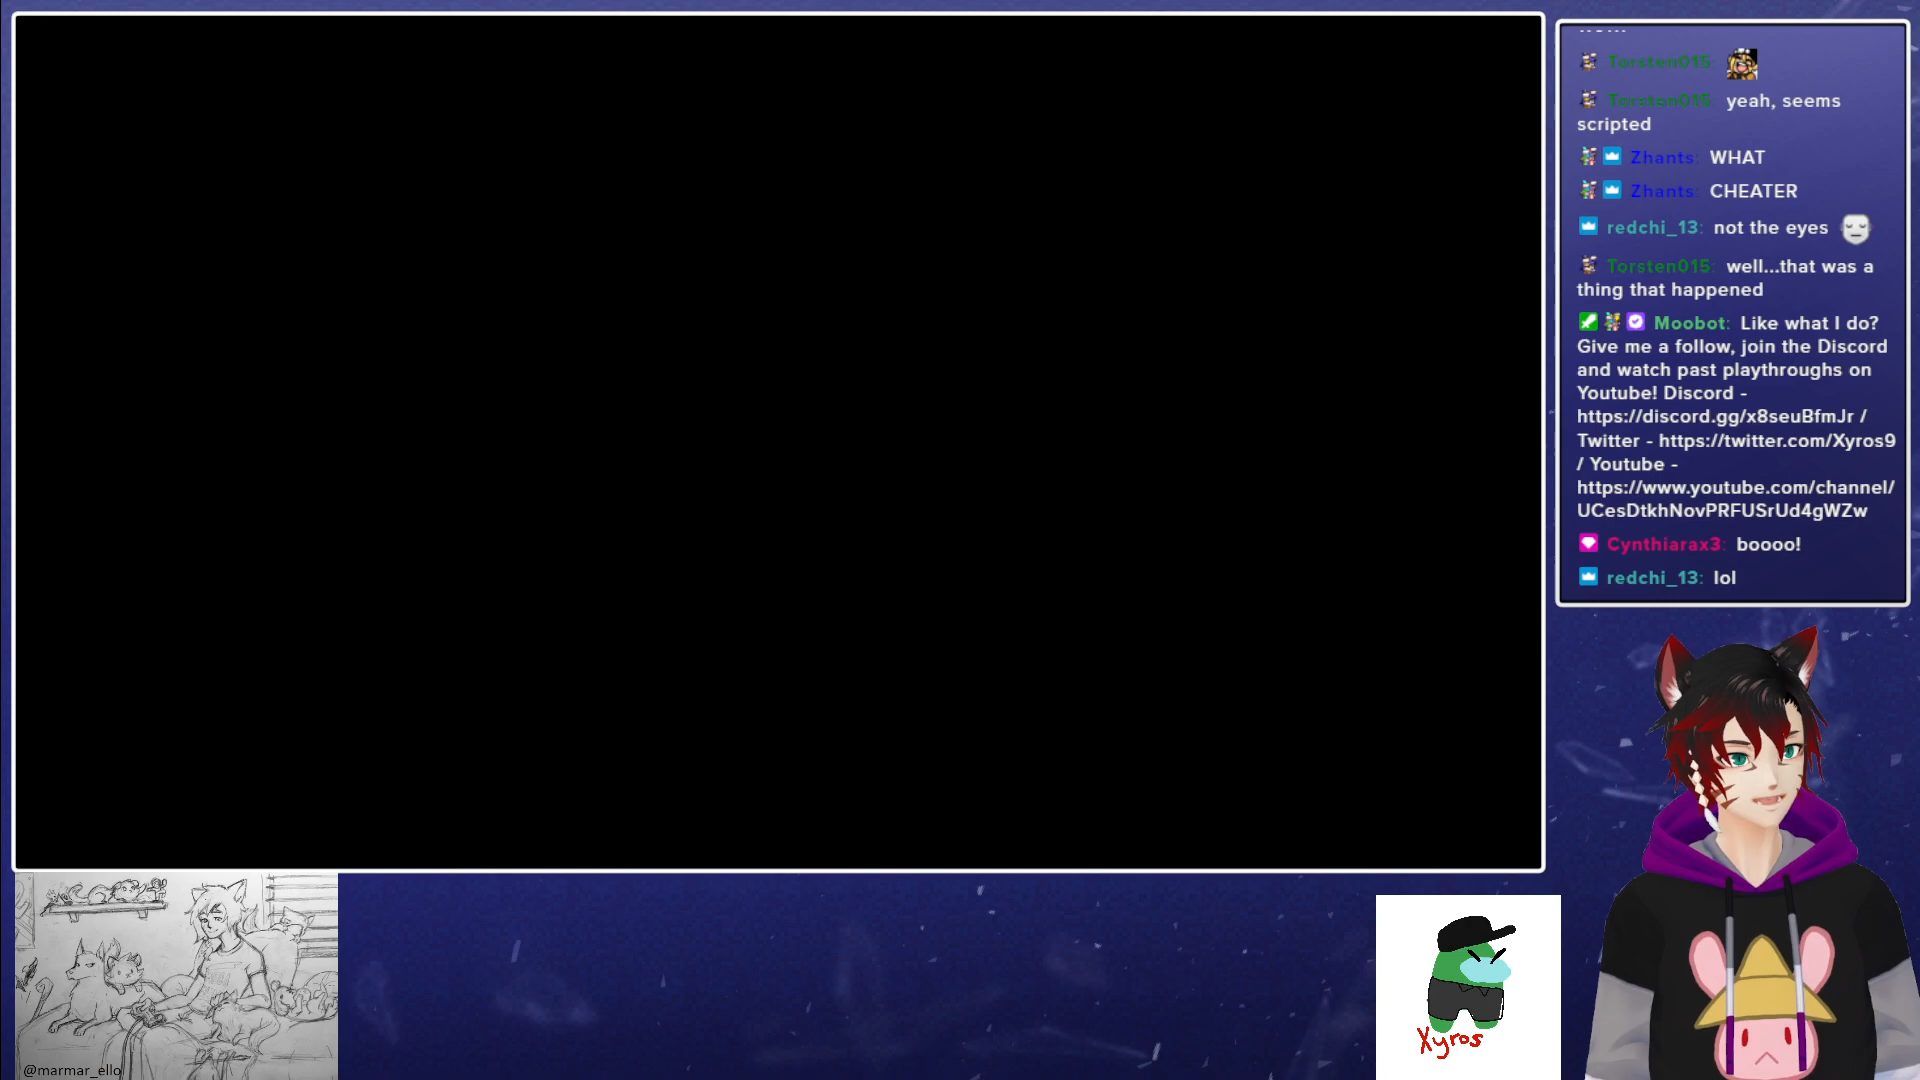 Torsten015:
Torsten015: yeah, seems
scripted
Zhants: WHAT
Zhants: CHEATER
redchi_13: not the eyes
Torsten015: well...that was a
thing that happened
Moobot: Like what I do?
Give me a follow, join the Discord
and watch past playthroughs on
Youtube! Discord -
https://discord.gg/x8seuBfmJr /
Twitter - https://twitter.com/Xyros9
/ Youtube -
https://www.youtube.com/channel/
UCesDtkhNovPRFUSrUd4gWZw
Cynthiarax3: boooo!
redchi_13: lol
Xyros
@marmar_ello